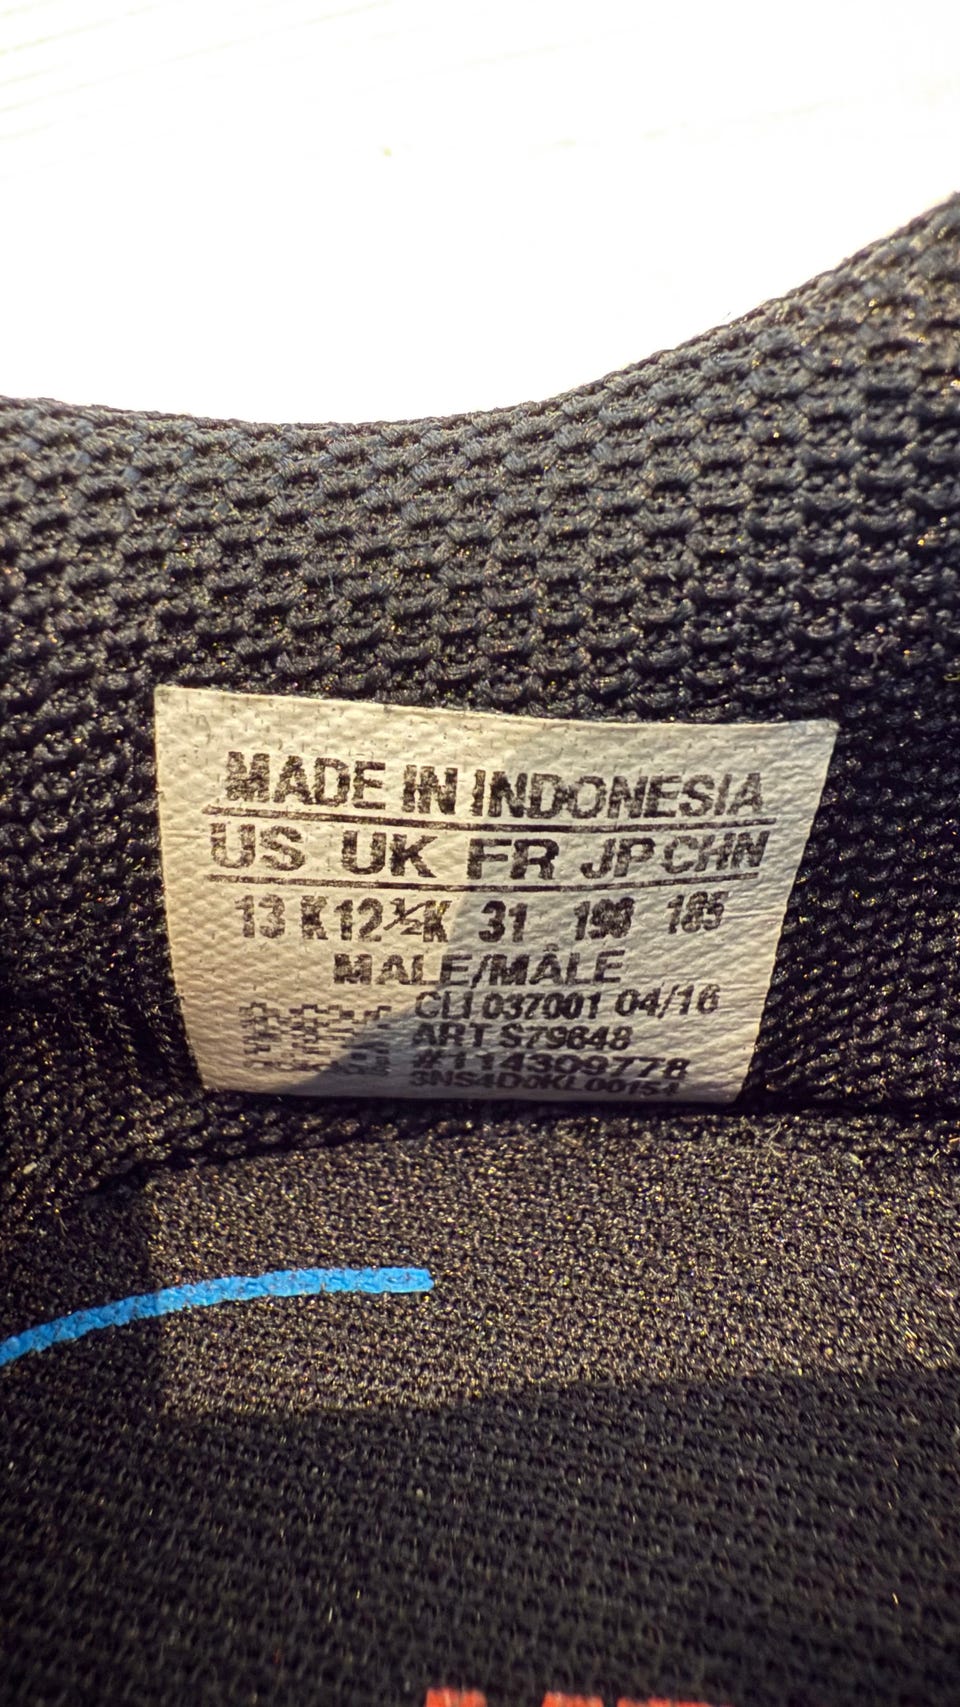 MADE IN INDONESIA
US UK FR JP CHN
13 K 12½K 31 190 185
MALE/MÂLE
CLI 037001 04/16
ART S79848
#114309778